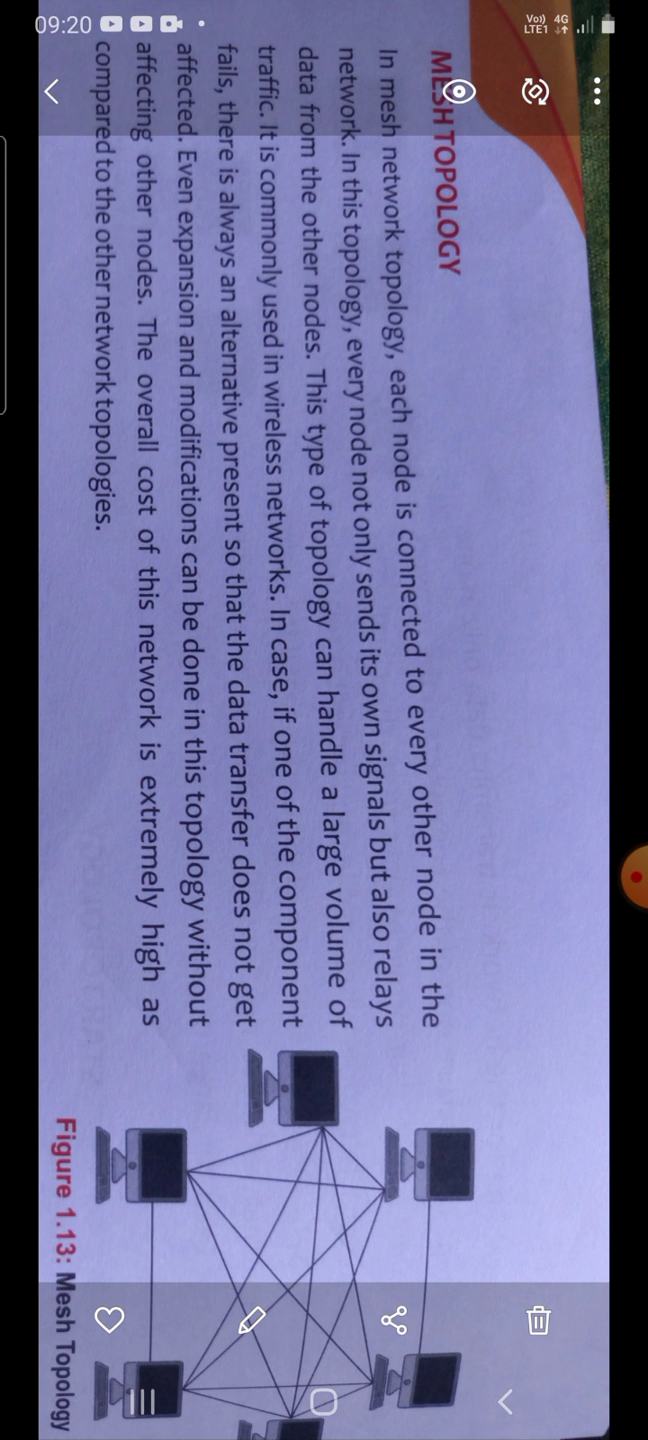 09:20
Vo)) 4G
LTE1
MESH TOPOLOGY
In mesh network topology, each node is connected to every other node in the
network. In this topology, every node not only sends its own signals but also relays
data from the other nodes. This type of topology can handle a large volume of
traffic. It is commonly used in wireless networks. In case, if one of the component
fails, there is always an alternative present so that the data transfer does not get
affected. Even expansion and modifications can be done in this topology without
affecting other nodes. The overall cost of this network is extremely high as
compared to the other network topologies.
Figure 1.13: Mesh Topology